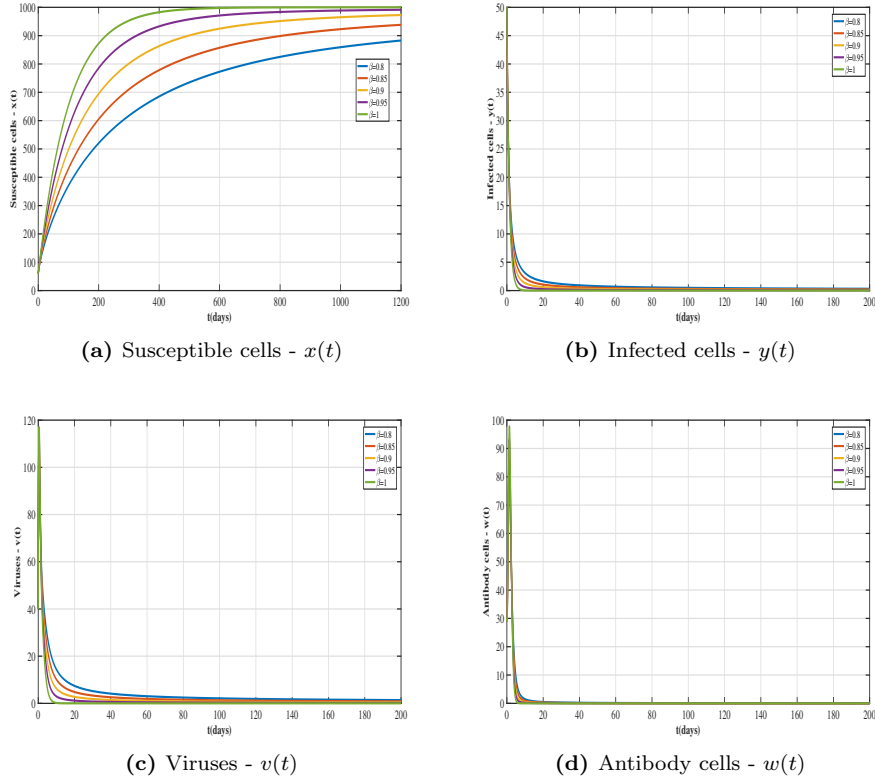 1000
900
800
700
600
500
400
300
200
100
0
Susceptible cells - x(t)
β=0.8
β=0.85
β=0.9
β=0.95
β=1
0 200 400 600 800 1000 1200
t(days)
(a) Susceptible cells - x(t)
50
45
40
35
30
25
20
15
10
5
0
Infected cells - y(t)
β=0.8
β=0.85
β=0.9
β=0.95
β=1
0 20 40 60 80 100 120 140 160 180 200
t(days)
(b) Infected cells - y(t)
120
100
80
60
40
20
0
Viruses - v(t)
β=0.8
β=0.85
β=0.9
β=0.95
β=1
0 20 40 60 80 100 120 140 160 180 200
t(days)
(c) Viruses - v(t)
100
90
80
70
60
50
40
30
20
10
0
Antibody cells - w(t)
β=0.8
β=0.85
β=0.9
β=0.95
β=1
0 20 40 60 80 100 120 140 160 180 200
t(days)
(d) Antibody cells - w(t)